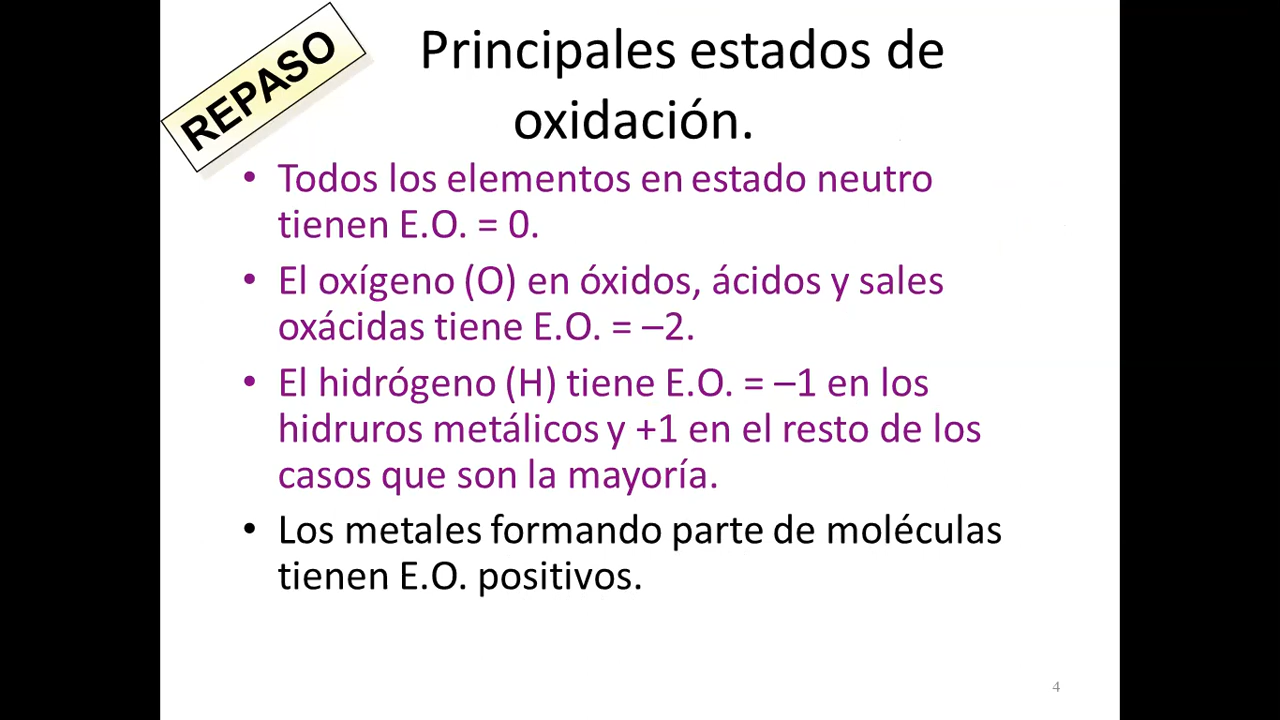 REPASO
Principales estados de
oxidación.
• Todos los elementos en estado neutro
tienen E.O. = 0.
• El oxígeno (O) en óxidos, ácidos y sales
oxácidas tiene E.O. = –2.
• El hidrógeno (H) tiene E.O. = –1 en los
hidruros metálicos y +1 en el resto de los
casos que son la mayoría.
• Los metales formando parte de moléculas
tienen E.O. positivos.
4